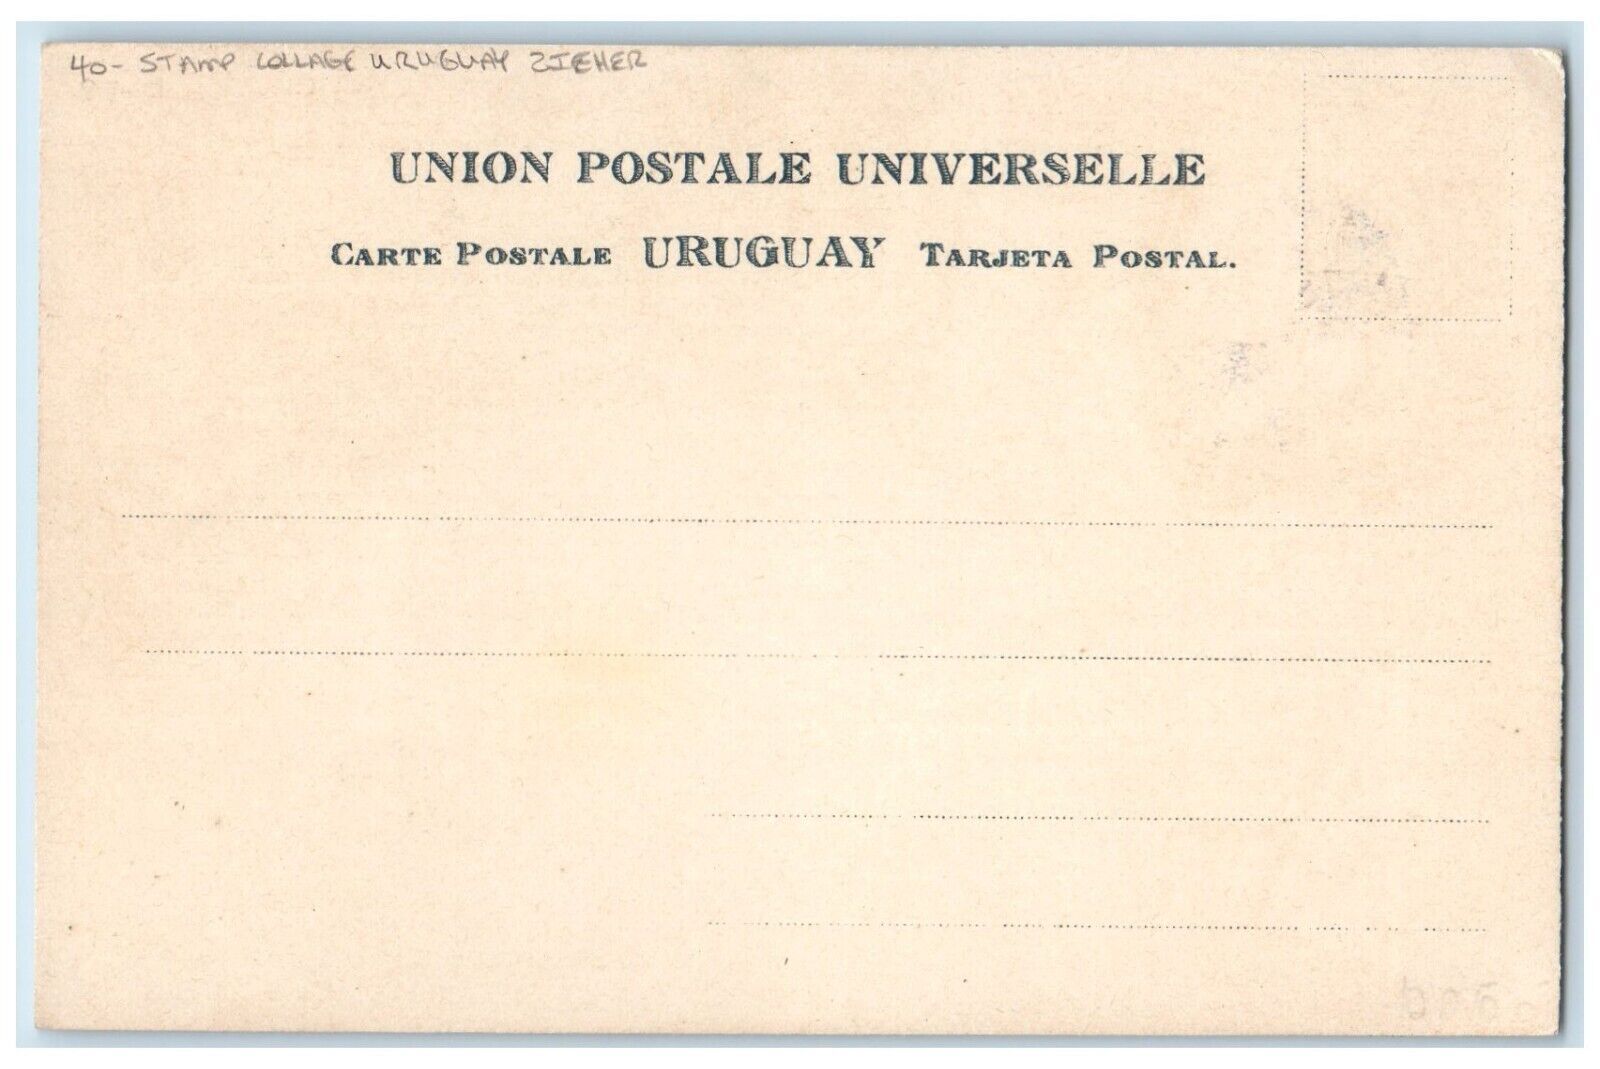 40- STAMP COLLAGE URUGUAY ZIEHER
UNION POSTALE UNIVERSELLE
CARTE POSTALE URUGUAY TARJETA POSTAL.